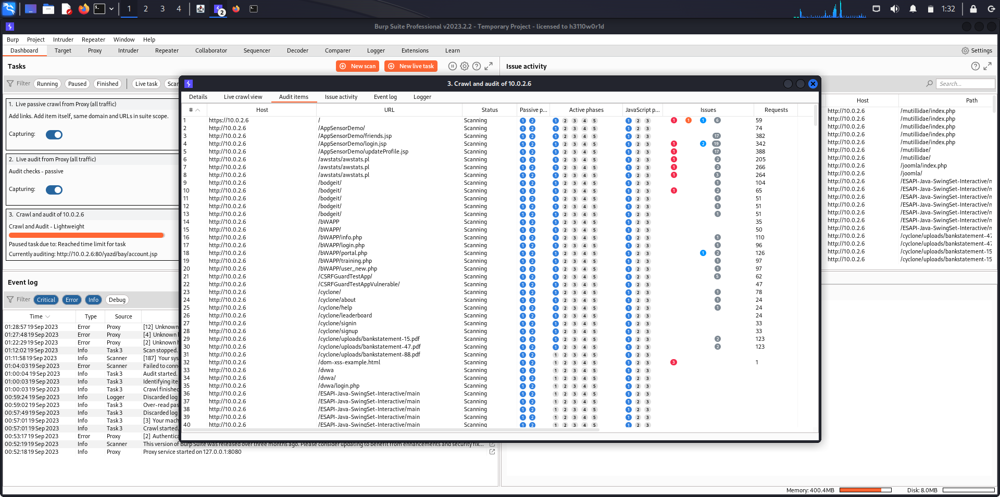 1 2 3 4 2 1:32
Burp Suite Professional v2023.2.2 - Temporary Project - licensed to h3110w0r1d
Burp Project Intruder Repeater Window Help
Dashboard Target Proxy Intruder Repeater Collaborator Sequencer Decoder Comparer Logger Extensions Learn Settings
Tasks New scan New live task
Filter Running Paused Finished Live task Scan
1. Live passive crawl from Proxy (all traffic)
Add links. Add item itself, same domain and URLs in suite scope.
Capturing:
2. Live audit from Proxy (all traffic)
Audit checks - passive
Capturing:
3. Crawl and audit of 10.0.2.6
Crawl and Audit - Lightweight
Paused task due to: Reached time limit for task
Currently auditing: http://10.0.2.6:80/yazd/bay/account.jsp
Event log
Filter Critical Error Info Debug
Time Type Source
01:28:57 19 Sep 2023 Error Proxy [12] Unknown
01:27:48 19 Sep 2023 Error Proxy [4] Unknown
01:22:29 19 Sep 2023 Error Proxy [2] Unknown
01:12:02 19 Sep 2023 Info Task 3 Scan stopped.
01:11:58 19 Sep 2023 Info Scanner [187] Your sys
01:04:03 19 Sep 2023 Error Scanner Failed to conn
01:00:04 19 Sep 2023 Info Task 3 Audit started.
01:00:03 19 Sep 2023 Info Task 3 Identifying ite
01:00:03 19 Sep 2023 Info Task 3 Crawl finished
00:59:24 19 Sep 2023 Info Logger Discarded log
00:59:02 19 Sep 2023 Info Task 3 Over-read pas
00:57:49 19 Sep 2023 Info Task 3 Discarded log
00:57:01 19 Sep 2023 Info Task 3 [3] Your mach
00:57:01 19 Sep 2023 Info Task 3 Crawl started.
00:53:17 19 Sep 2023 Error Proxy [2] Authentica
00:52:19 19 Sep 2023 Info Scanner This version of Burp Suite was released over three months ago. Please consider updating to benefit from enhancements and security fix...
00:52:18 19 Sep 2023 Info Proxy Proxy service started on 127.0.0.1:8080
3. Crawl and audit of 10.0.2.6
Details Live crawl view Audit items Issue activity Event log Logger
# Host URL Status Passive p... Active phases JavaScript p... Issues Requests
1 https://10.0.2.6 / Scanning 1 2 1 2 3 4 5 1 2 3 1 1 1 6 59
2 http://10.0.2.6 /AppSensorDemo/ Scanning 1 2 1 2 3 4 5 1 2 3 74
3 http://10.0.2.6 /AppSensorDemo/friends.jsp Scanning 1 2 1 2 3 4 5 1 2 3 17 382
4 http://10.0.2.6 /AppSensorDemo/login.jsp Scanning 1 2 1 2 3 4 5 1 2 3 1 2 19 342
5 http://10.0.2.6 /AppSensorDemo/updateProfile.jsp Scanning 1 2 1 2 3 4 5 1 2 3 1 17 388
6 http://10.0.2.6 /awstats/awstats.pl Scanning 1 2 1 2 3 4 5 1 2 3 1 2 205
7 http://10.0.2.6 /awstats/awstats.pl Scanning 1 2 1 2 3 4 5 1 2 3 1 2 266
8 http://10.0.2.6 /awstats/awstats.pl Scanning 1 2 1 2 3 4 5 1 2 3 1 3 264
9 http://10.0.2.6 /bodgeit/ Scanning 1 2 1 2 3 4 5 1 2 3 1 104
10 http://10.0.2.6 /bodgeit/ Scanning 1 2 1 2 3 4 5 1 2 3 1 2 65
11 http://10.0.2.6 /bodgeit/ Scanning 1 2 1 2 3 4 5 1 2 3 1 51
12 http://10.0.2.6 /bodgeit/ Scanning 1 2 1 2 3 4 5 1 2 3 1 51
13 http://10.0.2.6 /bodgeit/ Scanning 1 2 1 2 3 4 5 1 2 3 1 51
14 http://10.0.2.6 /bWAPP Scanning 1 2 1 2 3 4 5 1 2 3 35
15 http://10.0.2.6 /bWAPP/ Scanning 1 2 1 2 3 4 5 1 2 3 50
16 http://10.0.2.6 /bWAPP/info.php Scanning 1 2 1 2 3 4 5 1 2 3 1 110
17 http://10.0.2.6 /bWAPP/login.php Scanning 1 2 1 2 3 4 5 1 2 3 1 96
18 http://10.0.2.6 /bWAPP/portal.php Scanning 1 2 1 2 3 4 5 1 2 3 1 2 126
19 http://10.0.2.6 /bWAPP/training.php Scanning 1 2 1 2 3 4 5 1 2 3 1 97
20 http://10.0.2.6 /bWAPP/user_new.php Scanning 1 2 1 2 3 4 5 1 2 3 1 97
21 http://10.0.2.6 /CSRFGuardTestApp/ Scanning 1 2 1 2 3 4 5 1 2 3 5 62
22 http://10.0.2.6 /CSRFGuardTestAppVulnerable/ Scanning 1 2 1 2 3 4 5 1 2 3 47
23 http://10.0.2.6 /cyclone/ Scanning 1 2 1 2 3 4 5 1 2 3 1 78
24 http://10.0.2.6 /cyclone/about Scanning 1 2 1 2 3 4 5 1 2 3 1 24
25 http://10.0.2.6 /cyclone/help Scanning 1 2 1 2 3 4 5 1 2 3 1 24
26 http://10.0.2.6 /cyclone/leaderboard Scanning 1 2 1 2 3 4 5 1 2 3 24
27 http://10.0.2.6 /cyclone/signin Scanning 1 2 1 2 3 4 5 1 2 3 33
28 http://10.0.2.6 /cyclone/signup Scanning 1 2 1 2 3 4 5 1 2 3 33
29 http://10.0.2.6 /cyclone/uploads/bankstatement-15.pdf Scanning 1 2 1 2 3 4 5 1 2 3 2 123
30 http://10.0.2.6 /cyclone/uploads/bankstatement-47.pdf Scanning 1 2 1 2 3 4 5 1 2 3 2 123
31 http://10.0.2.6 /cyclone/uploads/bankstatement-88.pdf Scanning 1 2 1 2 3 4 5 1 2 3
32 http://10.0.2.6 /dom-xss-example.html Scanning 1 2 1 2 3 4 5 1 2 3 3 1
33 http://10.0.2.6 /dvwa Scanning 1 2 1 2 3 4 5 1 2 3
34 http://10.0.2.6 /dvwa/ Scanning 1 2 1 2 3 4 5 1 2 3
35 http://10.0.2.6 /dvwa/login.php Scanning 1 2 1 2 3 4 5 1 2 3
36 http://10.0.2.6 /ESAPI-Java-SwingSet-Interactive/main Scanning 1 2 1 2 3 4 5 1 2 3
37 http://10.0.2.6 /ESAPI-Java-SwingSet-Interactive/main Scanning 1 2 1 2 3 4 5 1 2 3
38 http://10.0.2.6 /ESAPI-Java-SwingSet-Interactive/main Scanning 1 2 1 2 3 4 5 1 2 3
39 http://10.0.2.6 /ESAPI-Java-SwingSet-Interactive/main Scanning 1 2 1 2 3 4 5 1 2 3
40 http://10.0.2.6 /ESAPI-Java-SwingSet-Interactive/main Scanning 1 2 1 2 3 4 5 1 2 3
Issue activity
Search...
Host Path
http://10.0.2.6 /mutillidae/index.php
http://10.0.2.6 /mutillidae/index.php
http://10.0.2.6 /mutillidae/index.php
http://10.0.2.6 /mutillidae/index.php
http://10.0.2.6 /mutillidae/index.php
http://10.0.2.6 /mutillidae/
http://10.0.2.6 /mutillidae/
http://10.0.2.6 /joomla/index.php
http://10.0.2.6 /joomla/
http://10.0.2.6 /ESAPI-Java-SwingSet-Interactive/
http://10.0.2.6 /ESAPI-Java-SwingSet-Interactive/
http://10.0.2.6 /ESAPI-Java-SwingSet-Interactive/
http://10.0.2.6 /ESAPI-Java-SwingSet-Interactive/
http://10.0.2.6 /ESAPI-Java-SwingSet-Interactive/
http://10.0.2.6 /ESAPI-Java-SwingSet-Interactive/
http://10.0.2.6 /ESAPI-Java-SwingSet-Interactive/
http://10.0.2.6 /cyclone/uploads/bankstatement-47
http://10.0.2.6 /cyclone/uploads/bankstatement-47
http://10.0.2.6 /cyclone/uploads/bankstatement-15
http://10.0.2.6 /cyclone/uploads/bankstatement-15
Memory: 400.4MB Disk: 8.0MB